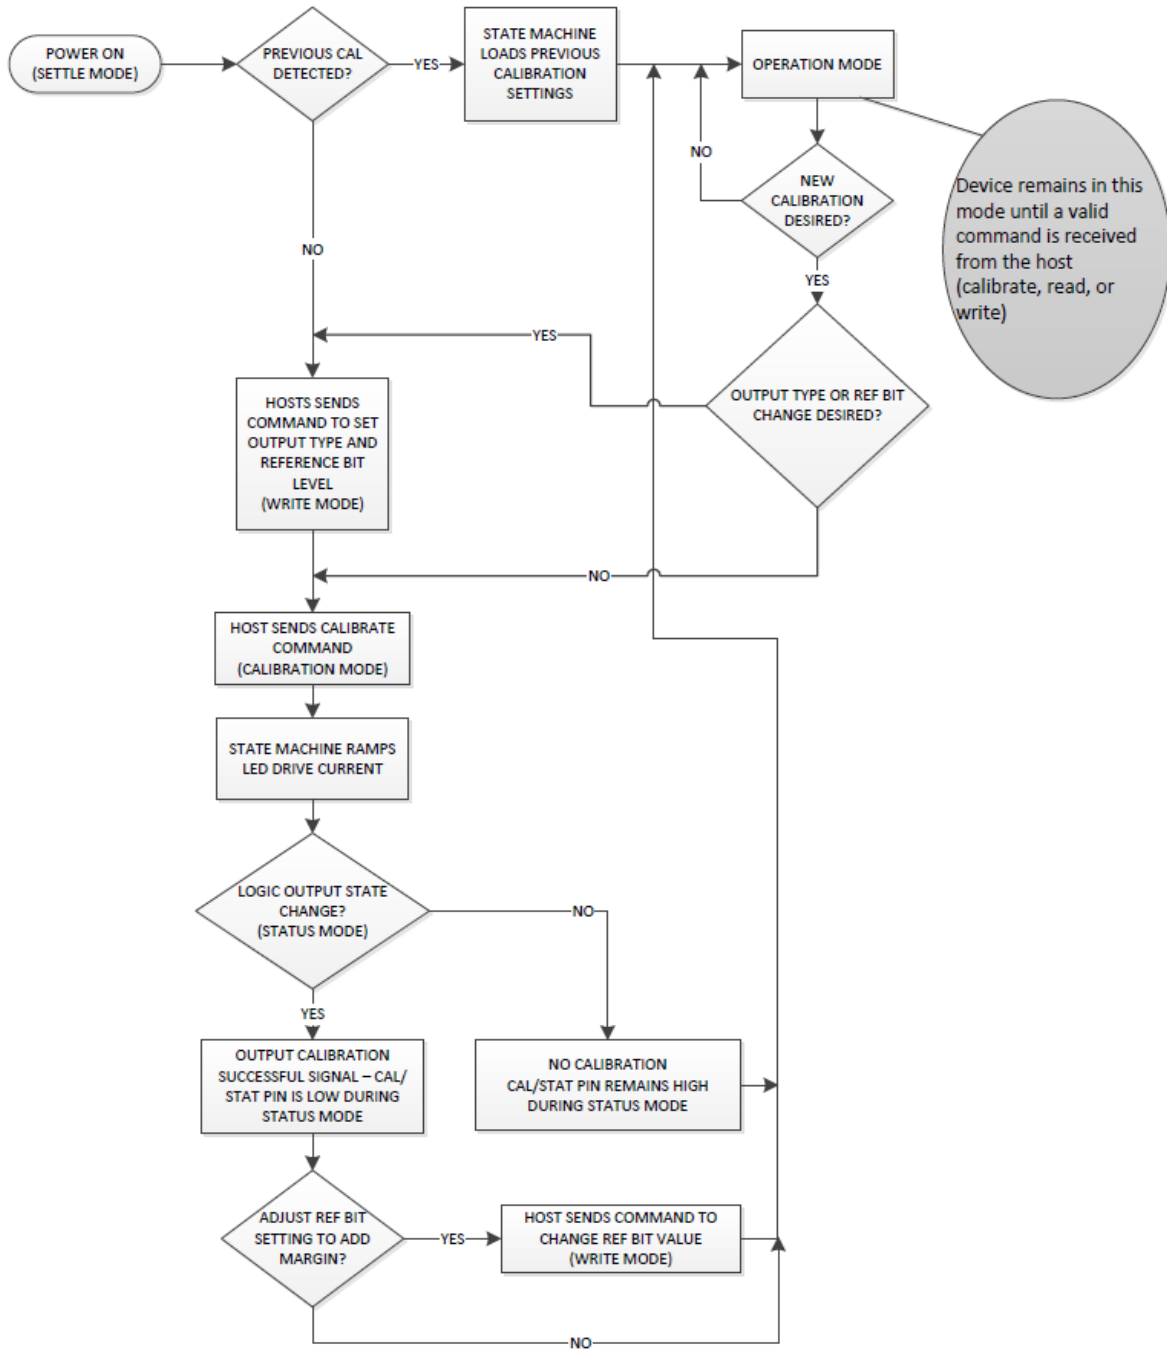 POWER ON
(SETTLE MODE)
PREVIOUS CAL
DETECTED?
YES
STATE MACHINE
LOADS PREVIOUS
CALIBRATION
SETTINGS
OPERATION MODE
NO
NEW
CALIBRATION
DESIRED?
Device remains in this
mode until a valid
command is received
from the host
(calibrate, read, or
write)
NO
YES
YES
OUTPUT TYPE OR REF BIT
CHANGE DESIRED?
HOSTS SENDS
COMMAND TO SET
OUTPUT TYPE AND
REFERENCE BIT
LEVEL
(WRITE MODE)
NO
HOST SENDS CALIBRATE
COMMAND
(CALIBRATION MODE)
STATE MACHINE RAMPS
LED DRIVE CURRENT
LOGIC OUTPUT STATE
CHANGE?
(STATUS MODE)
NO
YES
OUTPUT CALIBRATION
SUCCESSFUL SIGNAL – CAL/
STAT PIN IS LOW DURING
STATUS MODE
NO CALIBRATION
CAL/STAT PIN REMAINS HIGH
DURING STATUS MODE
ADJUST REF BIT
SETTING TO ADD
MARGIN?
YES
HOST SENDS COMMAND TO
CHANGE REF BIT VALUE
(WRITE MODE)
NO